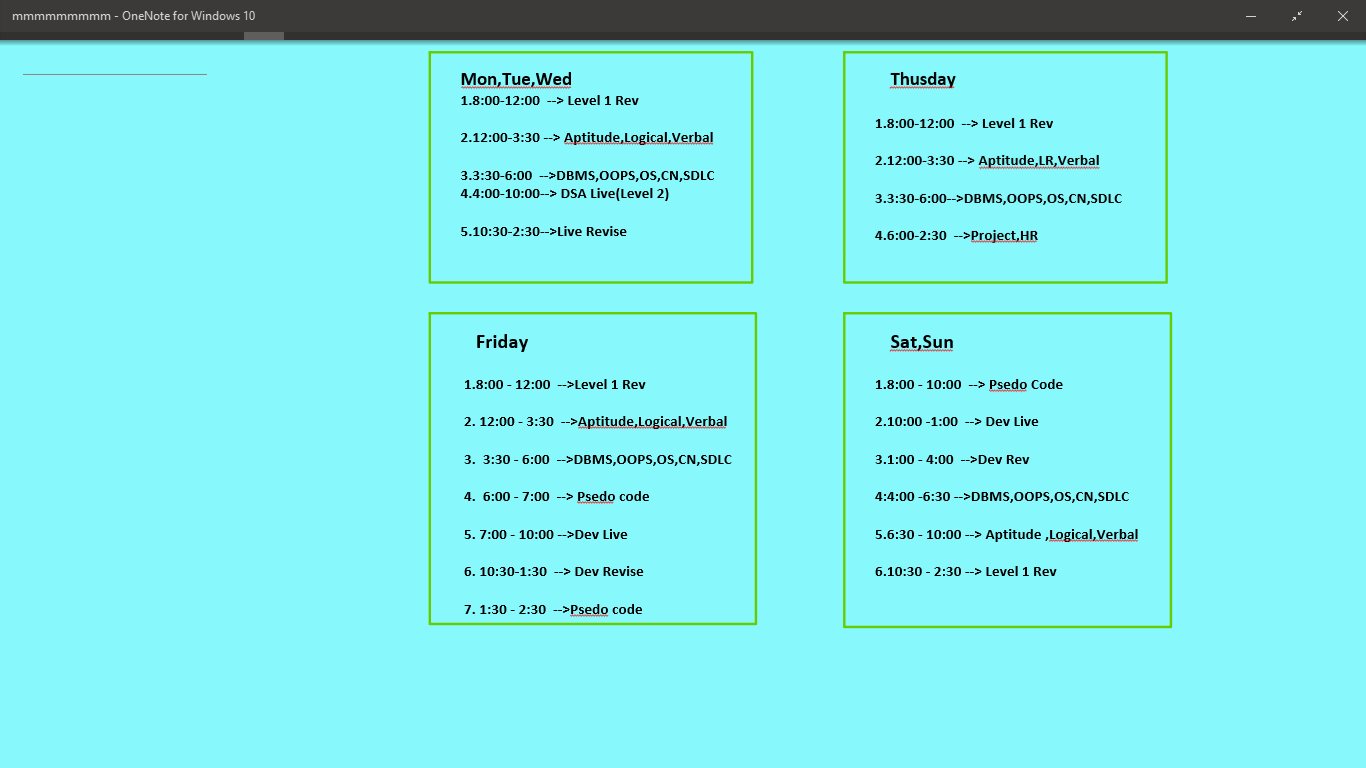 mmmmmmmmmm - OneNote for Windows 10
Mon,Tue,Wed
1.8:00-12:00 --> Level 1 Rev
2.12:00-3:30 --> Aptitude,Logical,Verbal
3.3:30-6:00 -->DBMS,OOPS,OS,CN,SDLC
4.4:00-10:00--> DSA Live(Level 2)
5.10:30-2:30-->Live Revise
Thusday
1.8:00-12:00 --> Level 1 Rev
2.12:00-3:30 --> Aptitude,LR,Verbal
3.3:30-6:00-->DBMS,OOPS,OS,CN,SDLC
4.6:00-2:30 -->Project,HR
Friday
1.8:00 - 12:00 -->Level 1 Rev
2. 12:00 - 3:30 -->Aptitude,Logical,Verbal
3. 3:30 - 6:00 -->DBMS,OOPS,OS,CN,SDLC
4. 6:00 - 7:00 --> Psedo code
5. 7:00 - 10:00 -->Dev Live
6. 10:30-1:30 --> Dev Revise
7. 1:30 - 2:30 -->Psedo code
Sat,Sun
1.8:00 - 10:00 --> Psedo Code
2.10:00 -1:00 --> Dev Live
3.1:00 - 4:00 -->Dev Rev
4:4:00 -6:30 -->DBMS,OOPS,OS,CN,SDLC
5.6:30 - 10:00 --> Aptitude ,Logical,Verbal
6.10:30 - 2:30 --> Level 1 Rev